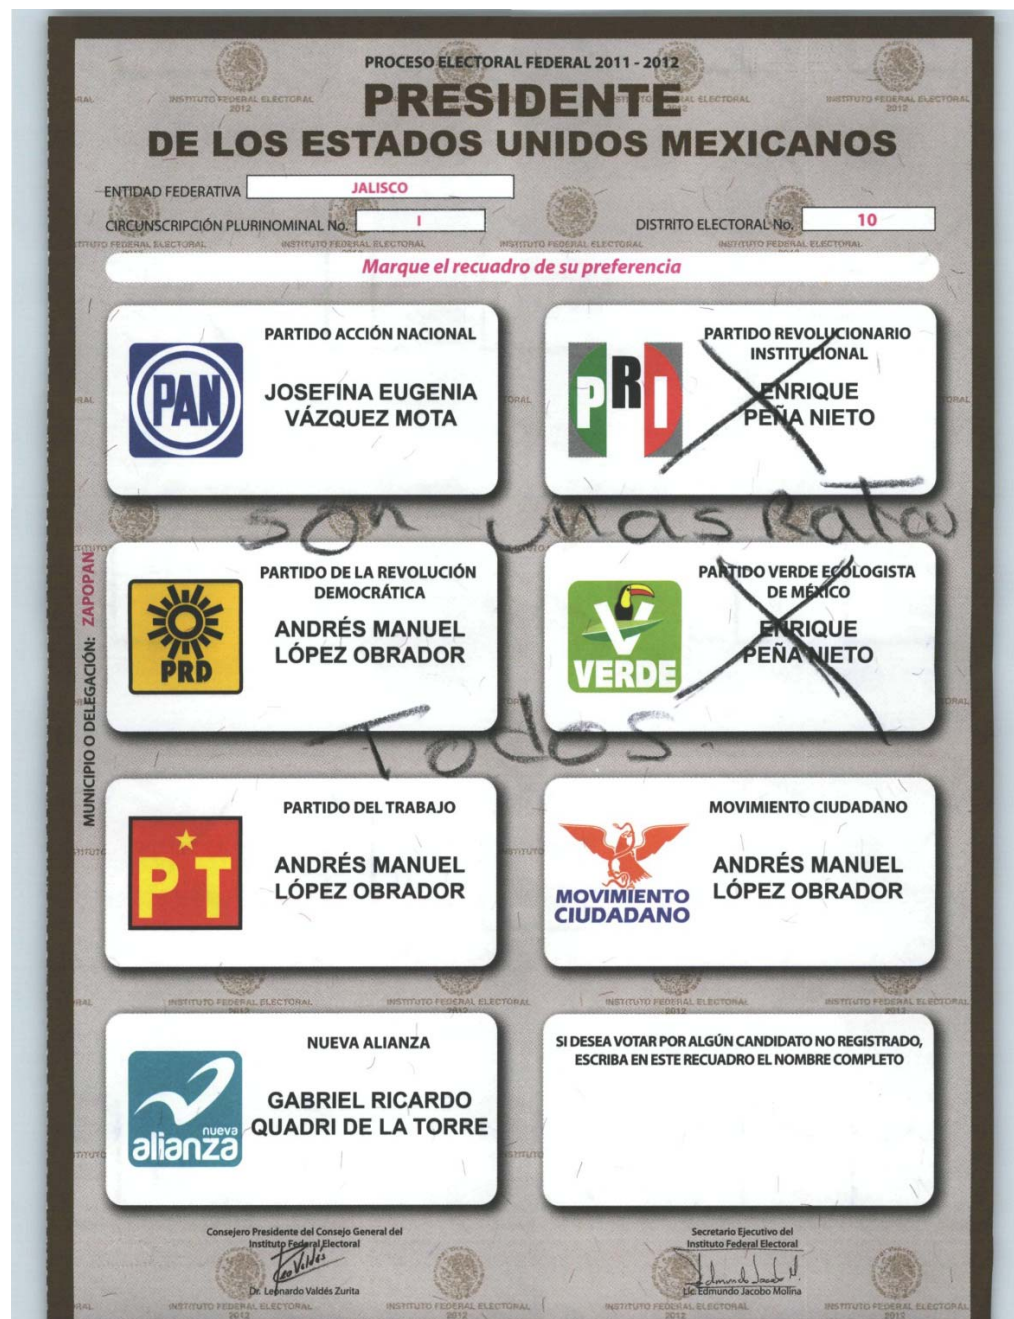 PROCESO ELECTORAL FEDERAL 2011 - 2012
PRESIDENTE
DE LOS ESTADOS UNIDOS MEXICANOS
ENTIDAD FEDERATIVA JALISCO
CIRCUNSCRIPCIÓN PLURINOMINAL No. I
DISTRITO ELECTORAL No. 10
Marque el recuadro de su preferencia
MUNICIPIO O DELEGACIÓN: ZAPOPAN
PAN
PARTIDO ACCIÓN NACIONAL
JOSEFINA EUGENIA
VÁZQUEZ MOTA
PRI
PARTIDO REVOLUCIONARIO
INSTITUCIONAL
ENRIQUE
PEÑA NIETO
son unas Ratas
PRD
PARTIDO DE LA REVOLUCIÓN
DEMOCRÁTICA
ANDRÉS MANUEL
LÓPEZ OBRADOR
VERDE
PARTIDO VERDE ECOLOGISTA
DE MÉXICO
ENRIQUE
PEÑA NIETO
Todos.
PT
PARTIDO DEL TRABAJO
ANDRÉS MANUEL
LÓPEZ OBRADOR
MOVIMIENTO
CIUDADANO
MOVIMIENTO CIUDADANO
ANDRÉS MANUEL
LÓPEZ OBRADOR
nueva
alianza
NUEVA ALIANZA
GABRIEL RICARDO
QUADRI DE LA TORRE
SI DESEA VOTAR POR ALGÚN CANDIDATO NO REGISTRADO,
ESCRIBA EN ESTE RECUADRO EL NOMBRE COMPLETO
Consejero Presidente del Consejo General del
Instituto Federal Electoral
Dr. Leonardo Valdés Zurita
Secretario Ejecutivo del
Instituto Federal Electoral
Lic. Edmundo Jacobo Molina
INSTITUTO FEDERAL ELECTORAL
2012